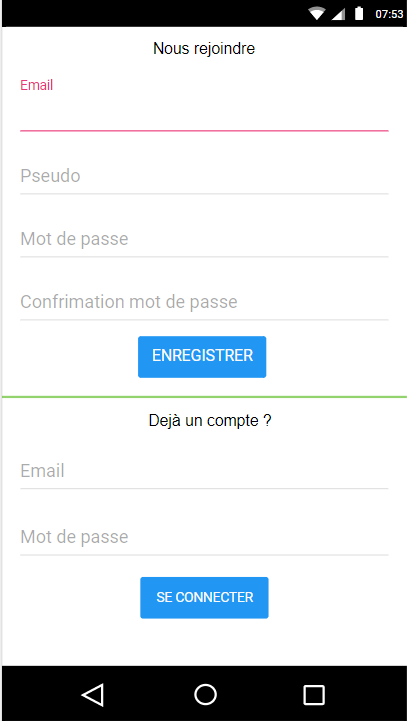 07:53
Nous rejoindre
Email
Pseudo
Mot de passe
Confrimation mot de passe
ENREGISTRER
Dejà un compte ?
Email
Mot de passe
SE CONNECTER